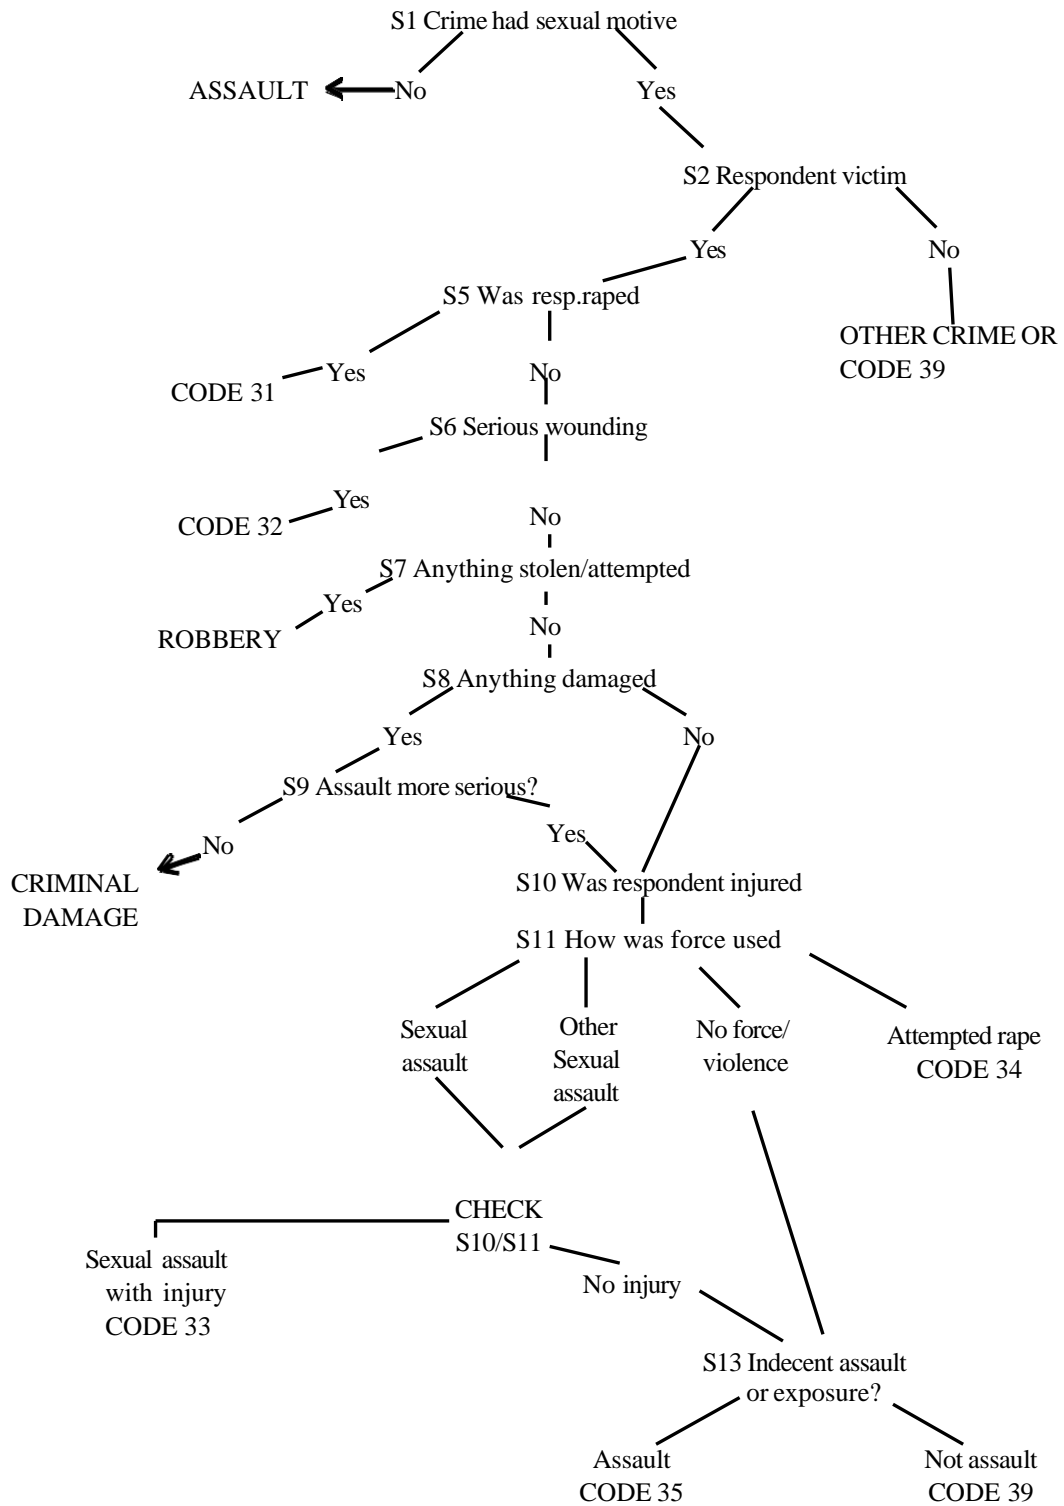 S1 Crime had sexual motive
ASSAULT
No
Yes
S2 Respondent victim
Yes
No
S5 Was resp.raped
OTHER CRIME OR
CODE 39
Yes
No
CODE 31
S6 Serious wounding
Yes
No
CODE 32
S7 Anything stolen/attempted
Yes
No
ROBBERY
S8 Anything damaged
Yes
No
S9 Assault more serious?
No
Yes
CRIMINAL
DAMAGE
S10 Was respondent injured
S11 How was force used
Sexual
assault
Other
Sexual
assault
No force/
violence
Attempted rape
CODE 34
CHECK
S10/S11
Sexual assault
with injury
CODE 33
No injury
S13 Indecent assault
or exposure?
Assault
CODE 35
Not assault
CODE 39